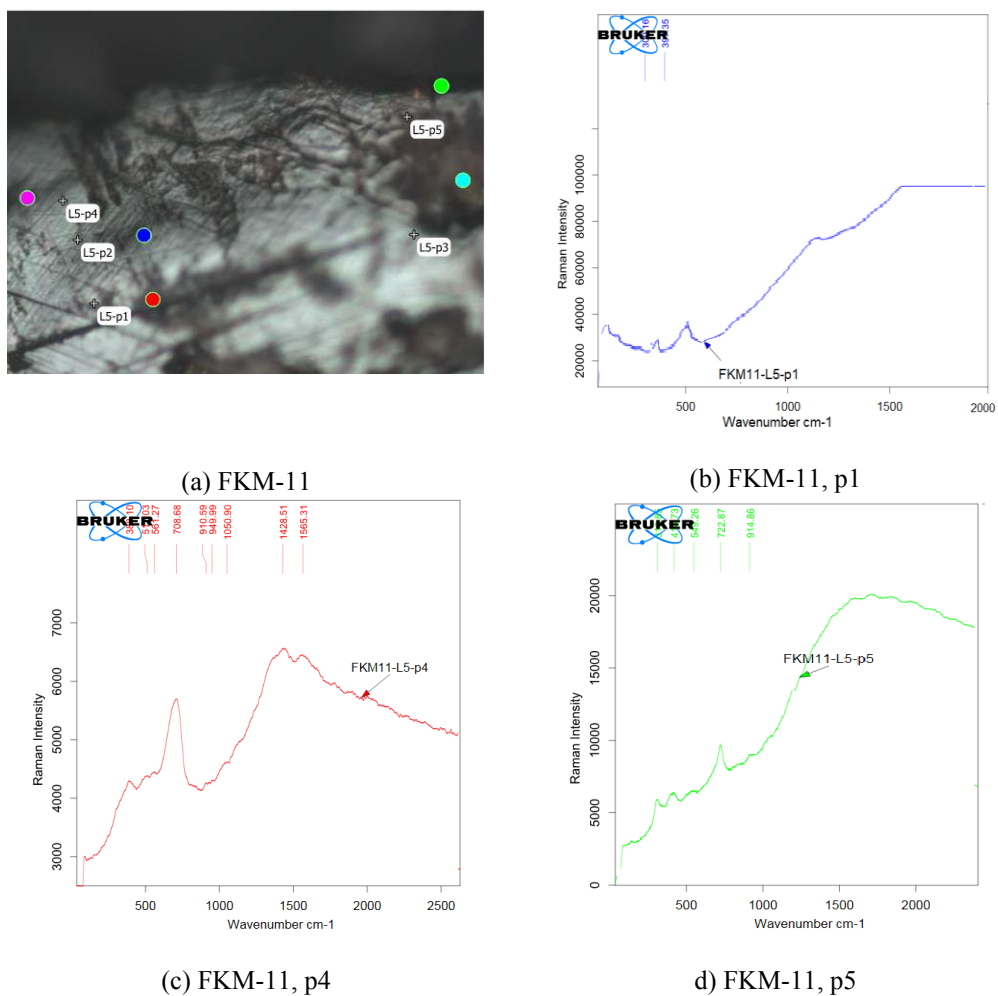 L5-p5
L5-p4
L5-p2
L5-p3
L5-p1
(a) FKM-11
BRUKER
Raman Intensity
100000
80000
60000
40000
20000
FKM11-L5-p1
500
1000
1500
2000
Wavenumber cm-1
(b) FKM-11, p1
BRUKER
561.27
708.68
910.59
949.99
1050.90
1428.51
1565.31
Raman Intensity
7000
6000
5000
4000
3000
FKM11-L5-p4
500
1000
1500
2000
2500
Wavenumber cm-1
(c) FKM-11, p4
BRUKER
549.26
722.87
914.86
Raman Intensity
20000
15000
10000
5000
0
FKM11-L5-p5
500
1000
1500
2000
Wavenumber cm-1
d) FKM-11, p5